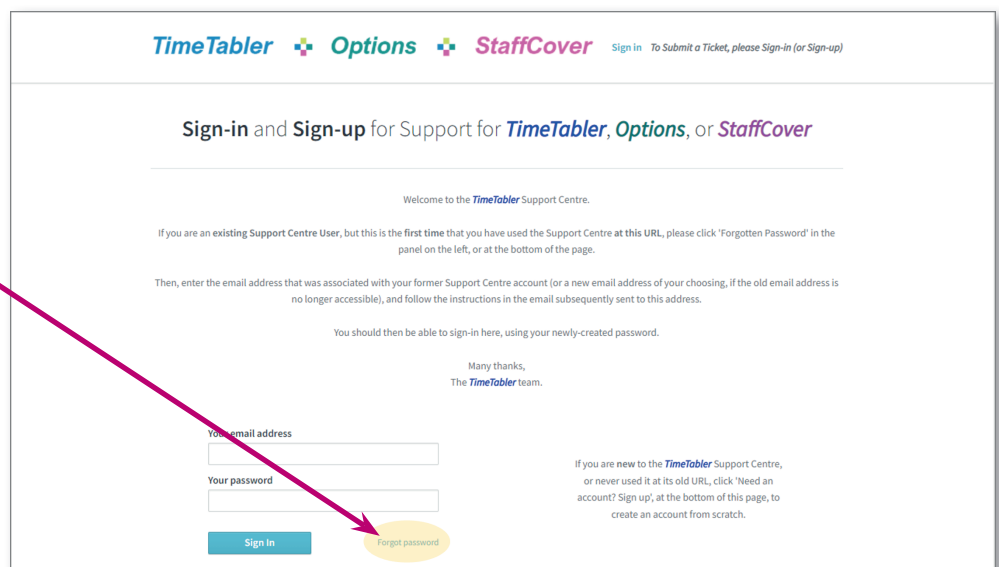 TimeTabler Options StaffCover Sign in To Submit a Ticket, please Sign-in (or Sign-up)
Sign-in and Sign-up for Support for TimeTabler, Options, or StaffCover
Welcome to the TimeTabler Support Centre.
If you are an existing Support Centre User, but this is the first time that you have used the Support Centre at this URL, please click 'Forgotten Password' in the
panel on the left, or at the bottom of the page.
Then, enter the email address that was associated with your former Support Centre account (or a new email address of your choosing, if the old email address is
no longer accessible), and follow the instructions in the email subsequently sent to this address.
You should then be able to sign-in here, using your newly-created password.
Many thanks,
The TimeTabler team.
Your email address
Your password
Sign In
Forgot password
If you are new to the TimeTabler Support Centre,
or never used it at its old URL, click 'Need an
account? Sign up', at the bottom of this page, to
create an account from scratch.